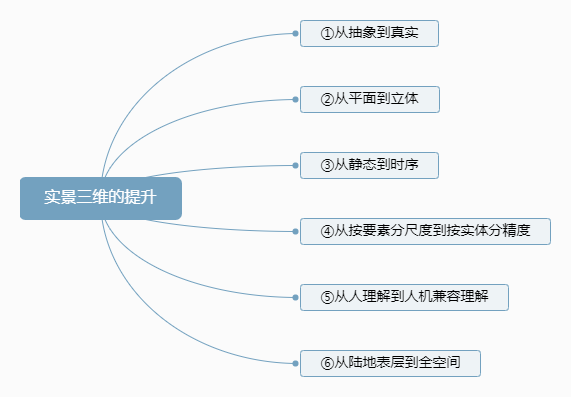 实景三维的提升
①从抽象到真实
②从平面到立体
③从静态到时序
④从按要素分尺度到按实体分精度
⑤从人理解到人机兼容理解
⑥从陆地表层到全空间